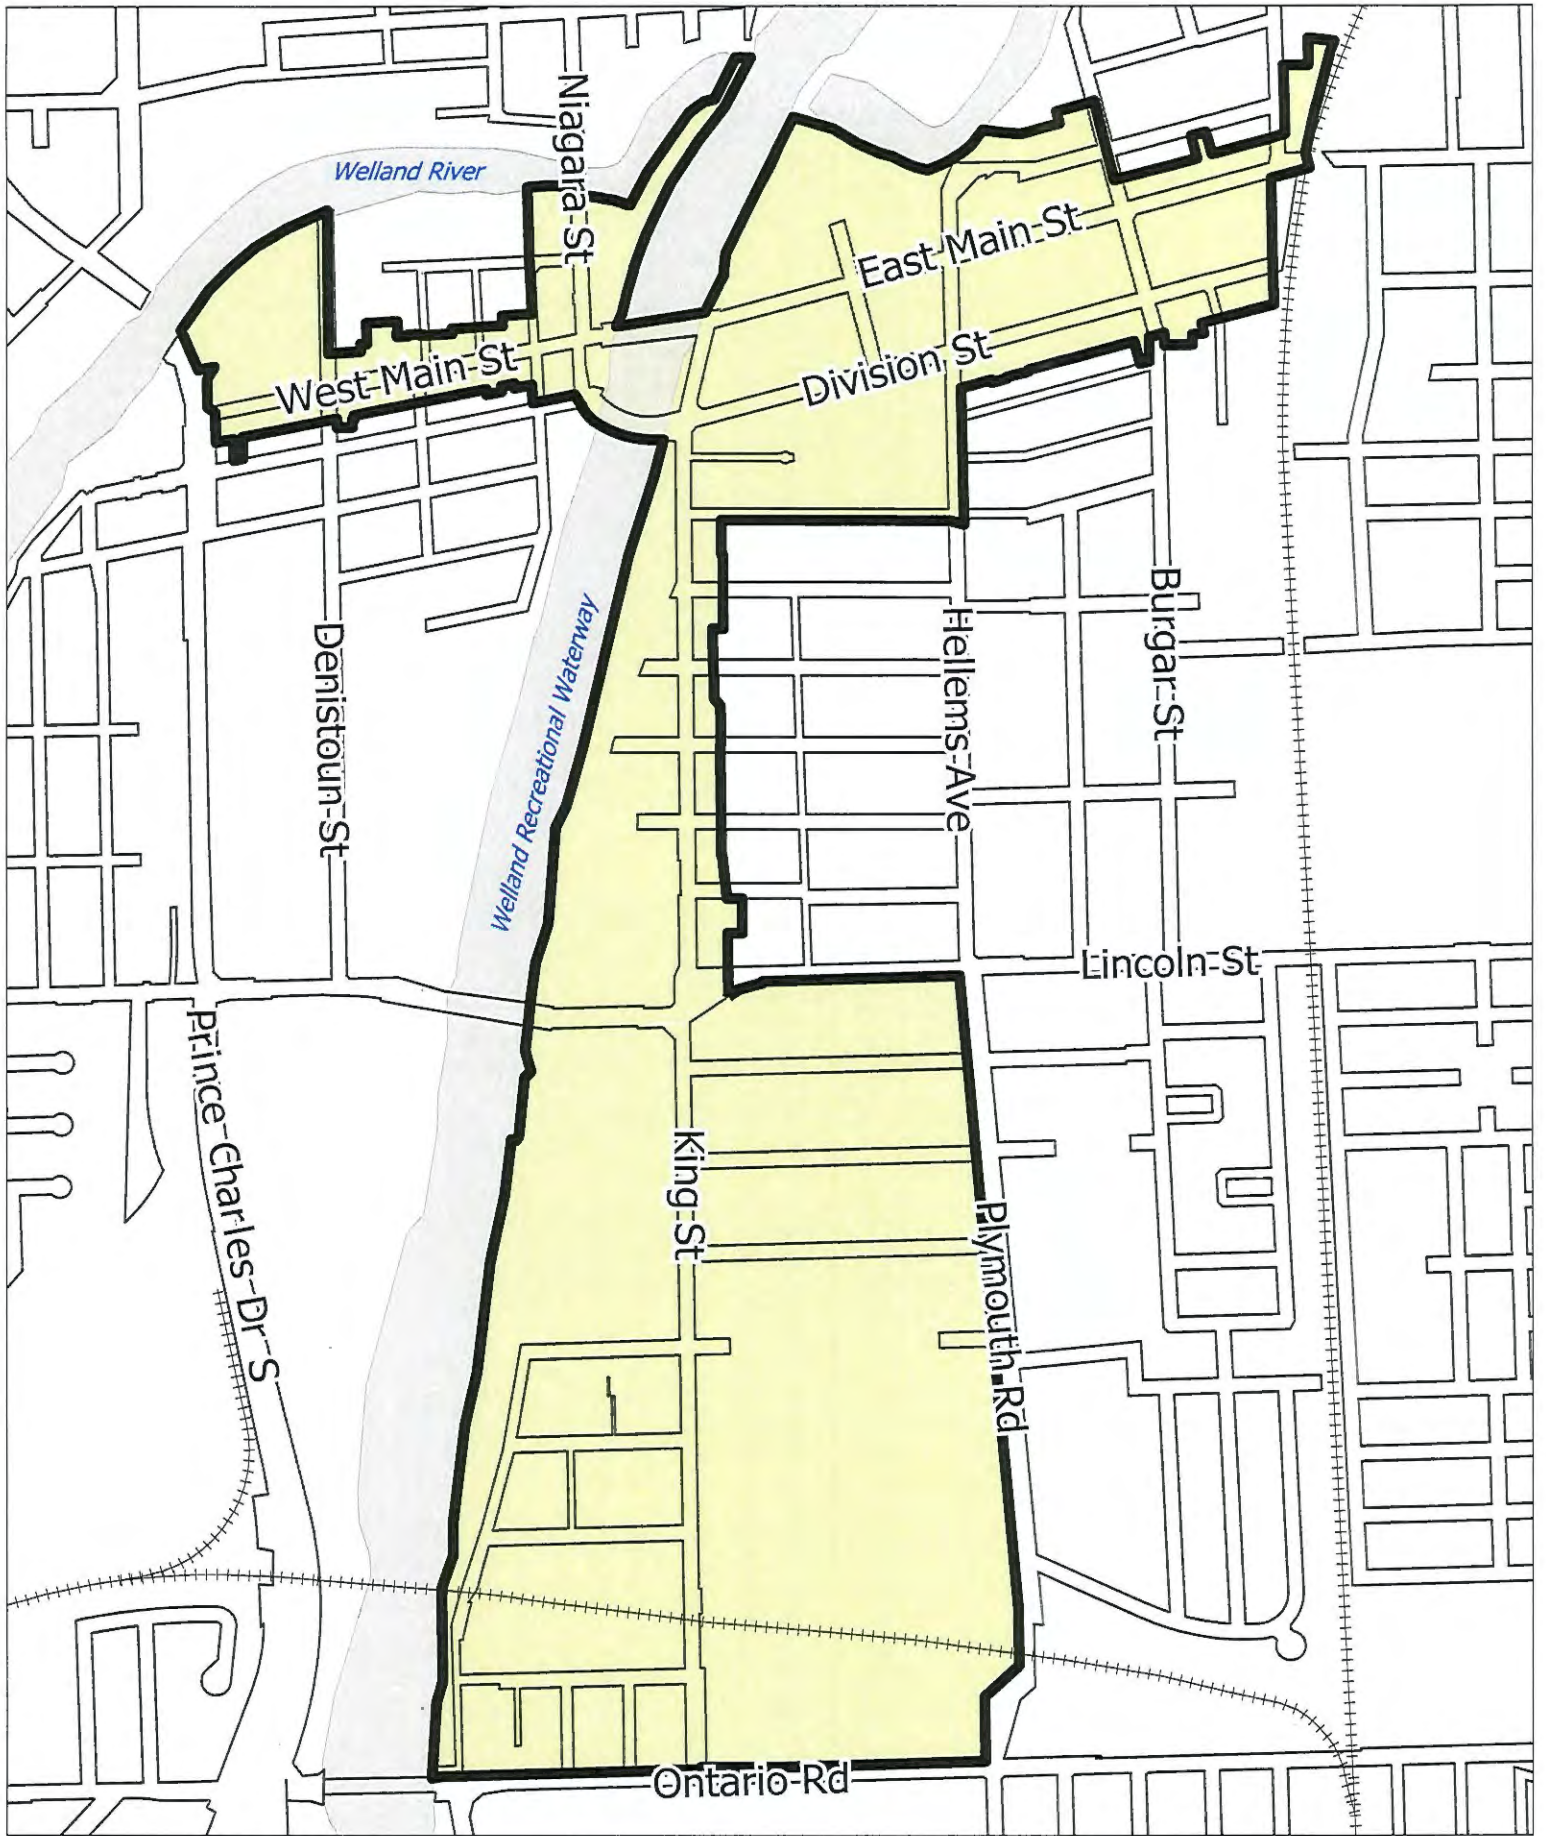 Niagara St
Welland River
East Main St
West Main St
Division St
Burgar St
Hellems Ave
Denistoun St
Welland Recreational Waterway
Lincoln St
Prince Charles Dr S
King St
Plymouth Rd
Ontario Rd